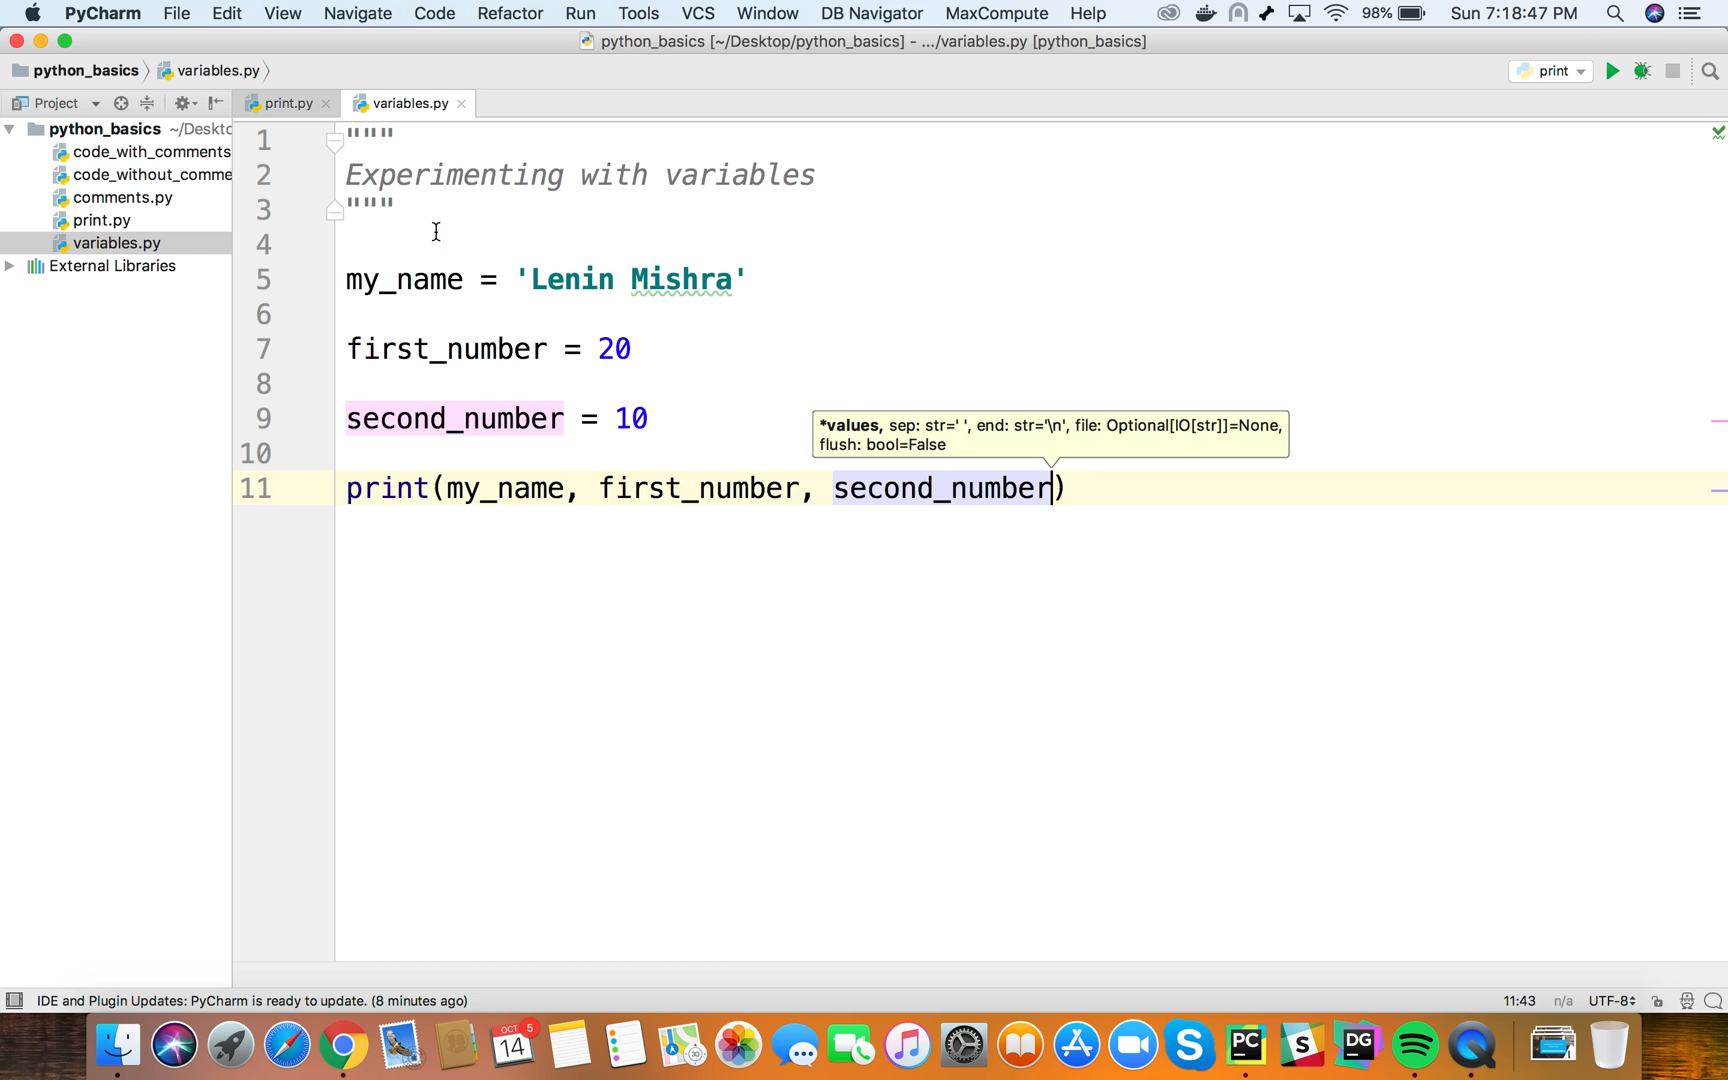 PyCharm File Edit View Navigate Code Refactor Run Tools VCS Window DB Navigator MaxCompute Help 98% Sun 7:18:47 PM
python_basics [~/Desktop/python_basics] - .../variables.py [python_basics]
python_basics variables.py print
Project print.py variables.py
python_basics ~/Deskto
code_with_comments
code_without_comme
comments.py
print.py
variables.py
External Libraries
1 """
2 Experimenting with variables
3 """
4
5 my_name = 'Lenin Mishra'
6
7 first_number = 20
8
9 second_number = 10
*values, sep: str=' ', end: str='\n', file: Optional[IO[str]]=None,
flush: bool=False
10
11 print(my_name, first_number, second_number)
IDE and Plugin Updates: PyCharm is ready to update. (8 minutes ago) 11:43 n/a UTF-8
OCT 14 5
PC S DG